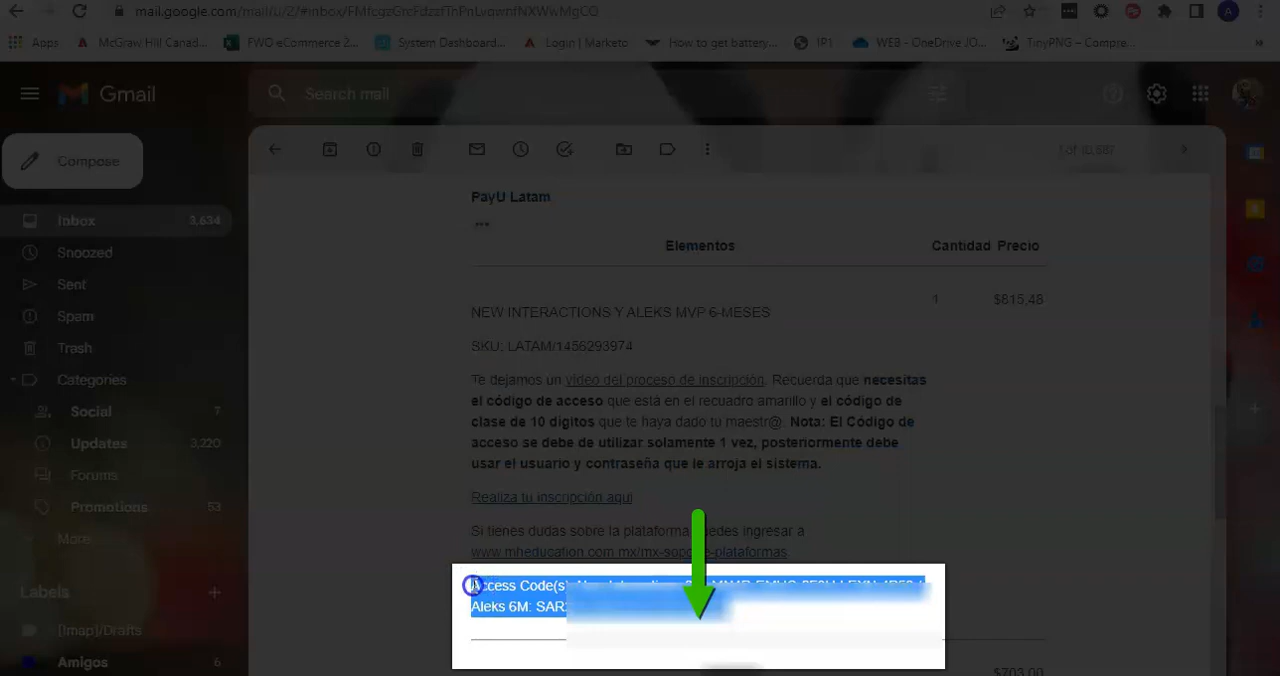 mail.google.com/mail/u/2/#inbox/
Apps
McGraw Hill Canad...
FWO eCommerce 2...
System Dashboard...
Login | Marketo
How to get battery...
IP1
WEB - OneDrive JO...
TinyPNG – Compre...
»
Gmail
Search mail
Compose
1 of 10,587
Inbox 3,634
Snoozed
Sent
Spam
Trash
Categories
Social 7
Updates 3,220
Forums
Promotions 53
More
Labels
[Imap]/Drafts
Amigos 6
PayU Latam
Elementos Cantidad Precio
NEW INTERACTIONS Y ALEKS MVP 6-MESES 1 $815,48
SKU: LATAM/1456293974
Te dejamos un video del proceso de inscripción. Recuerda que necesitas
el código de acceso que está en el recuadro amarillo y el código de
clase de 10 dígitos que te haya dado tu maestr@. Nota: El Código de
acceso se debe de utilizar solamente 1 vez, posteriormente debe
usar el usuario y contraseña que le arroja el sistema.
Realiza tu inscripción aquí
Si tienes dudas sobre la plataforma puedes ingresar a
www.mheducation.com.mx/mx-soporte-plataformas.
Access Code(s):
Aleks 6M:
$703,00